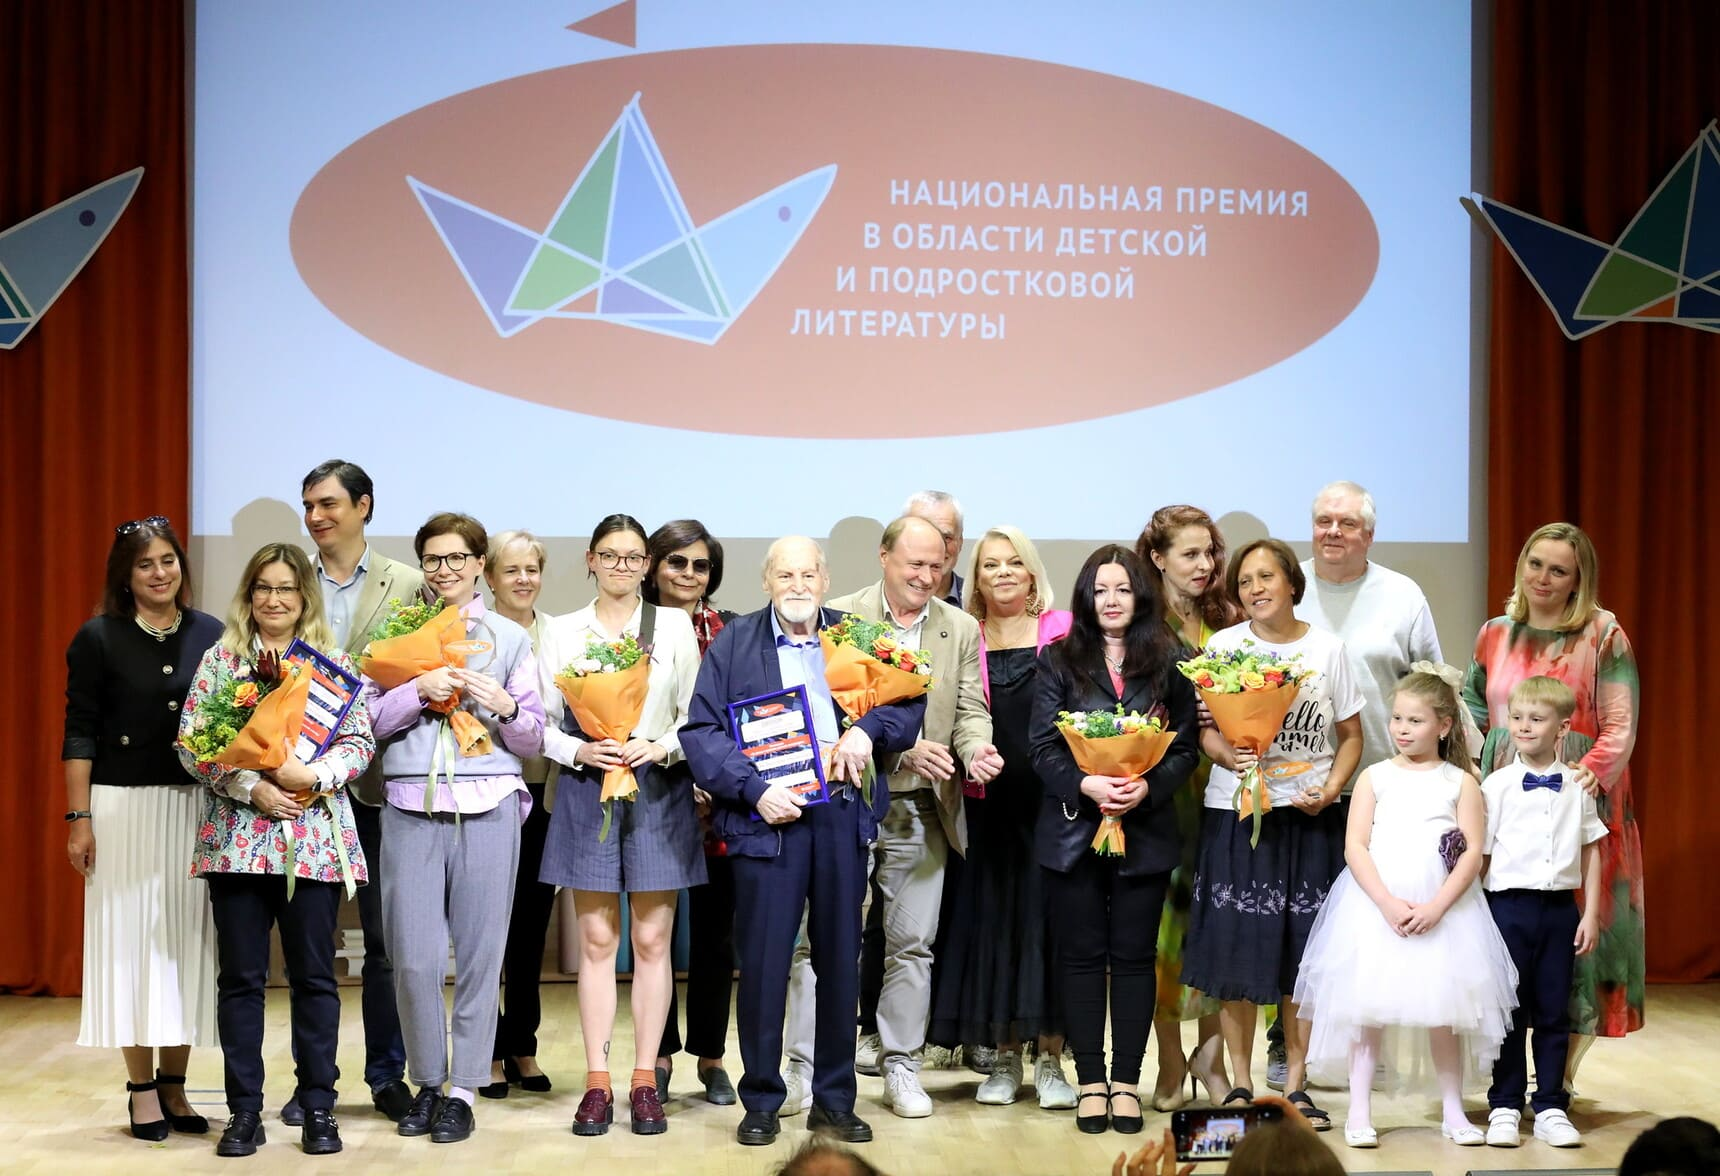 НАЦИОНАЛЬНАЯ ПРЕМИЯ
В ОБЛАСТИ ДЕТСКОЙ
И ПОДРОСТКОВОЙ
ЛИТЕРАТУРЫ